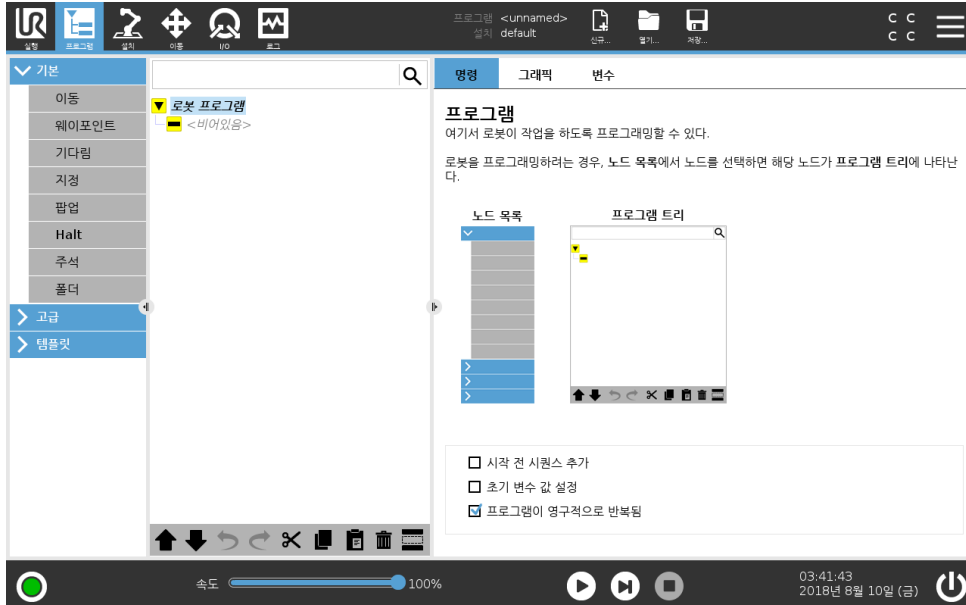 프로그램 <unnamed>
설치 default
C C
C C
실행
프로그램
설치
이동
I/O
로그
신규...
열기...
저장...
기본
이동
웨이포인트
기다림
지정
팝업
Halt
주석
폴더
고급
템플릿
로봇 프로그램
<비어있음>
명령 그래픽 변수
프로그램
여기서 로봇이 작업을 하도록 프로그래밍할 수 있다.
로봇을 프로그래밍하려는 경우, 노드 목록에서 노드를 선택하면 해당 노드가 프로그램 트리에 나타난
다.
노드 목록
프로그램 트리
시작 전 시퀀스 추가
초기 변수 값 설정
프로그램이 영구적으로 반복됨
속도 100%
03:41:43
2018년 8월 10일 (금)